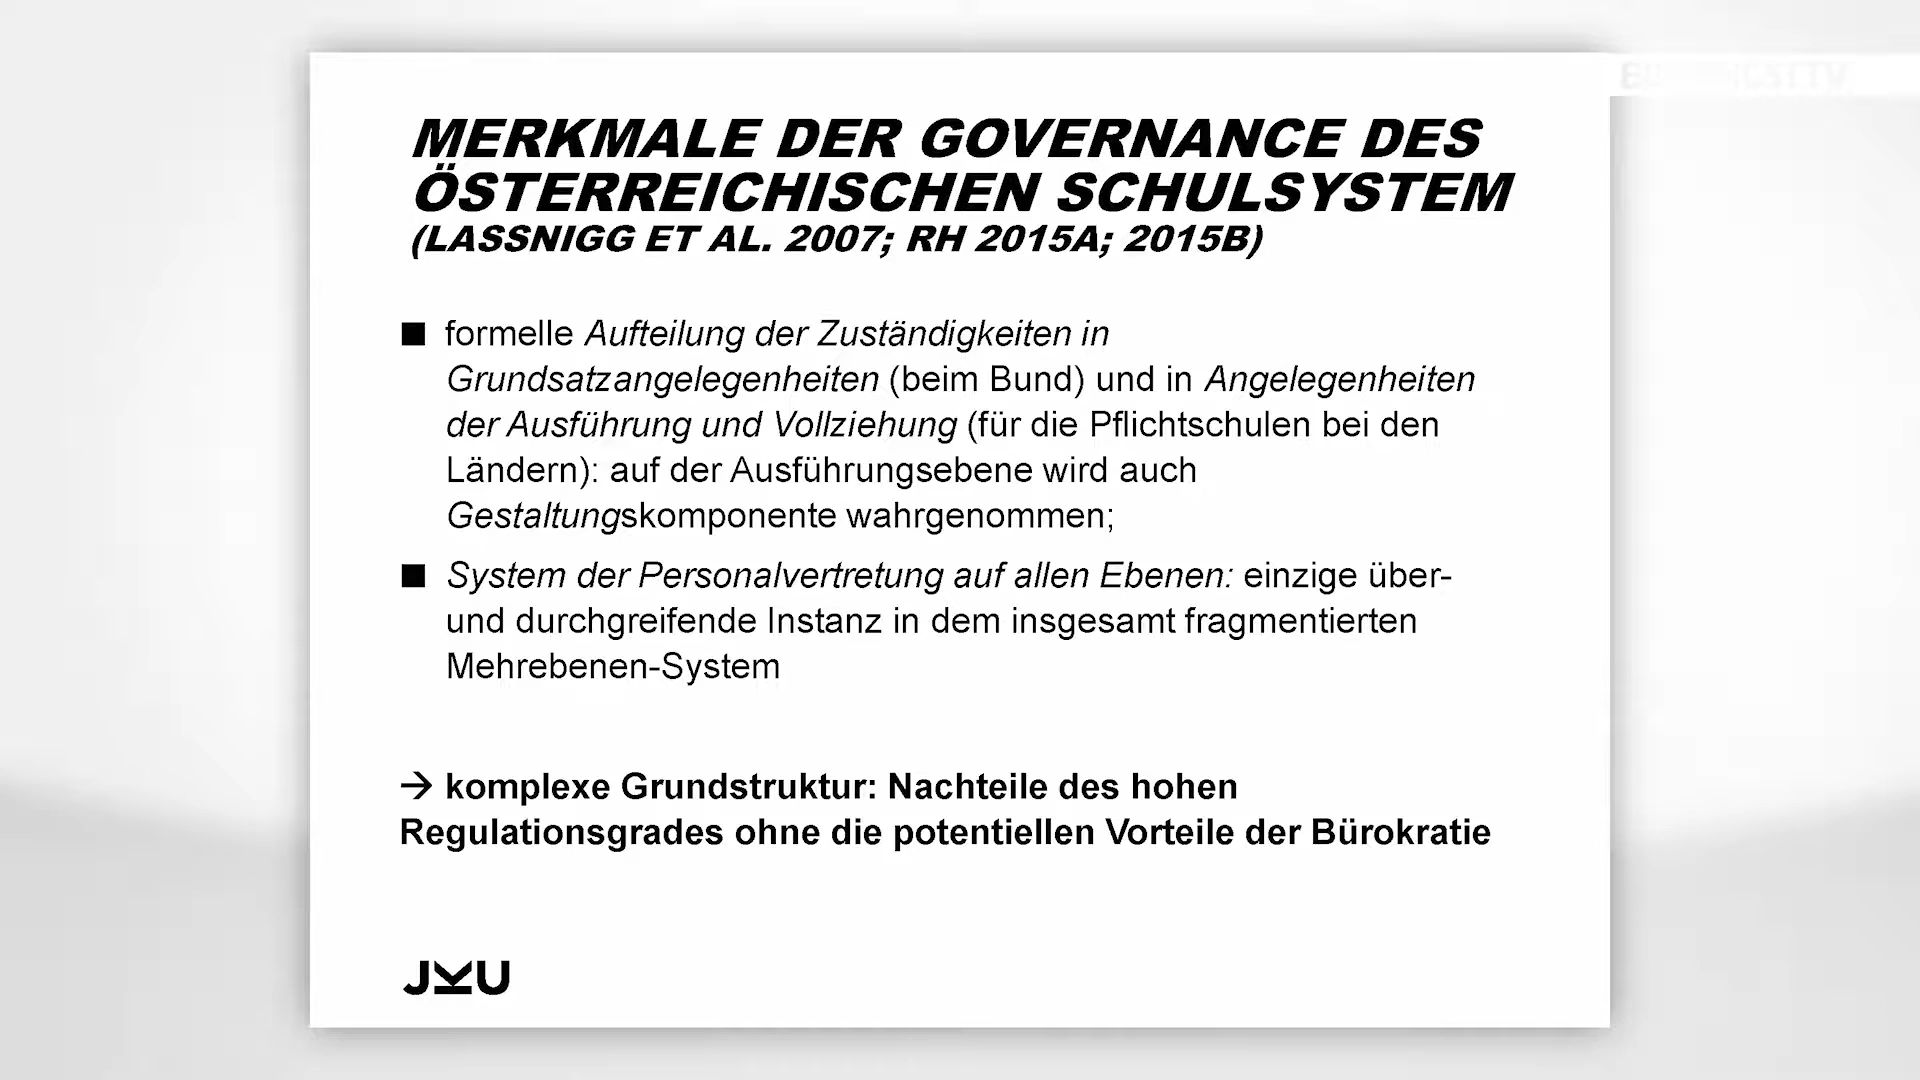 MERKMALE DER GOVERNANCE DES
ÖSTERREICHISCHEN SCHULSYSTEM
(LASSNIGG ET AL. 2007; RH 2015A; 2015B)
■ formelle Aufteilung der Zuständigkeiten in
Grundsatzangelegenheiten (beim Bund) und in Angelegenheiten
der Ausführung und Vollziehung (für die Pflichtschulen bei den
Ländern): auf der Ausführungsebene wird auch
Gestaltungskomponente wahrgenommen;
■ System der Personalvertretung auf allen Ebenen: einzige über-
und durchgreifende Instanz in dem insgesamt fragmentierten
Mehrebenen-System
→ komplexe Grundstruktur: Nachteile des hohen
Regulationsgrades ohne die potentiellen Vorteile der Bürokratie
JKU